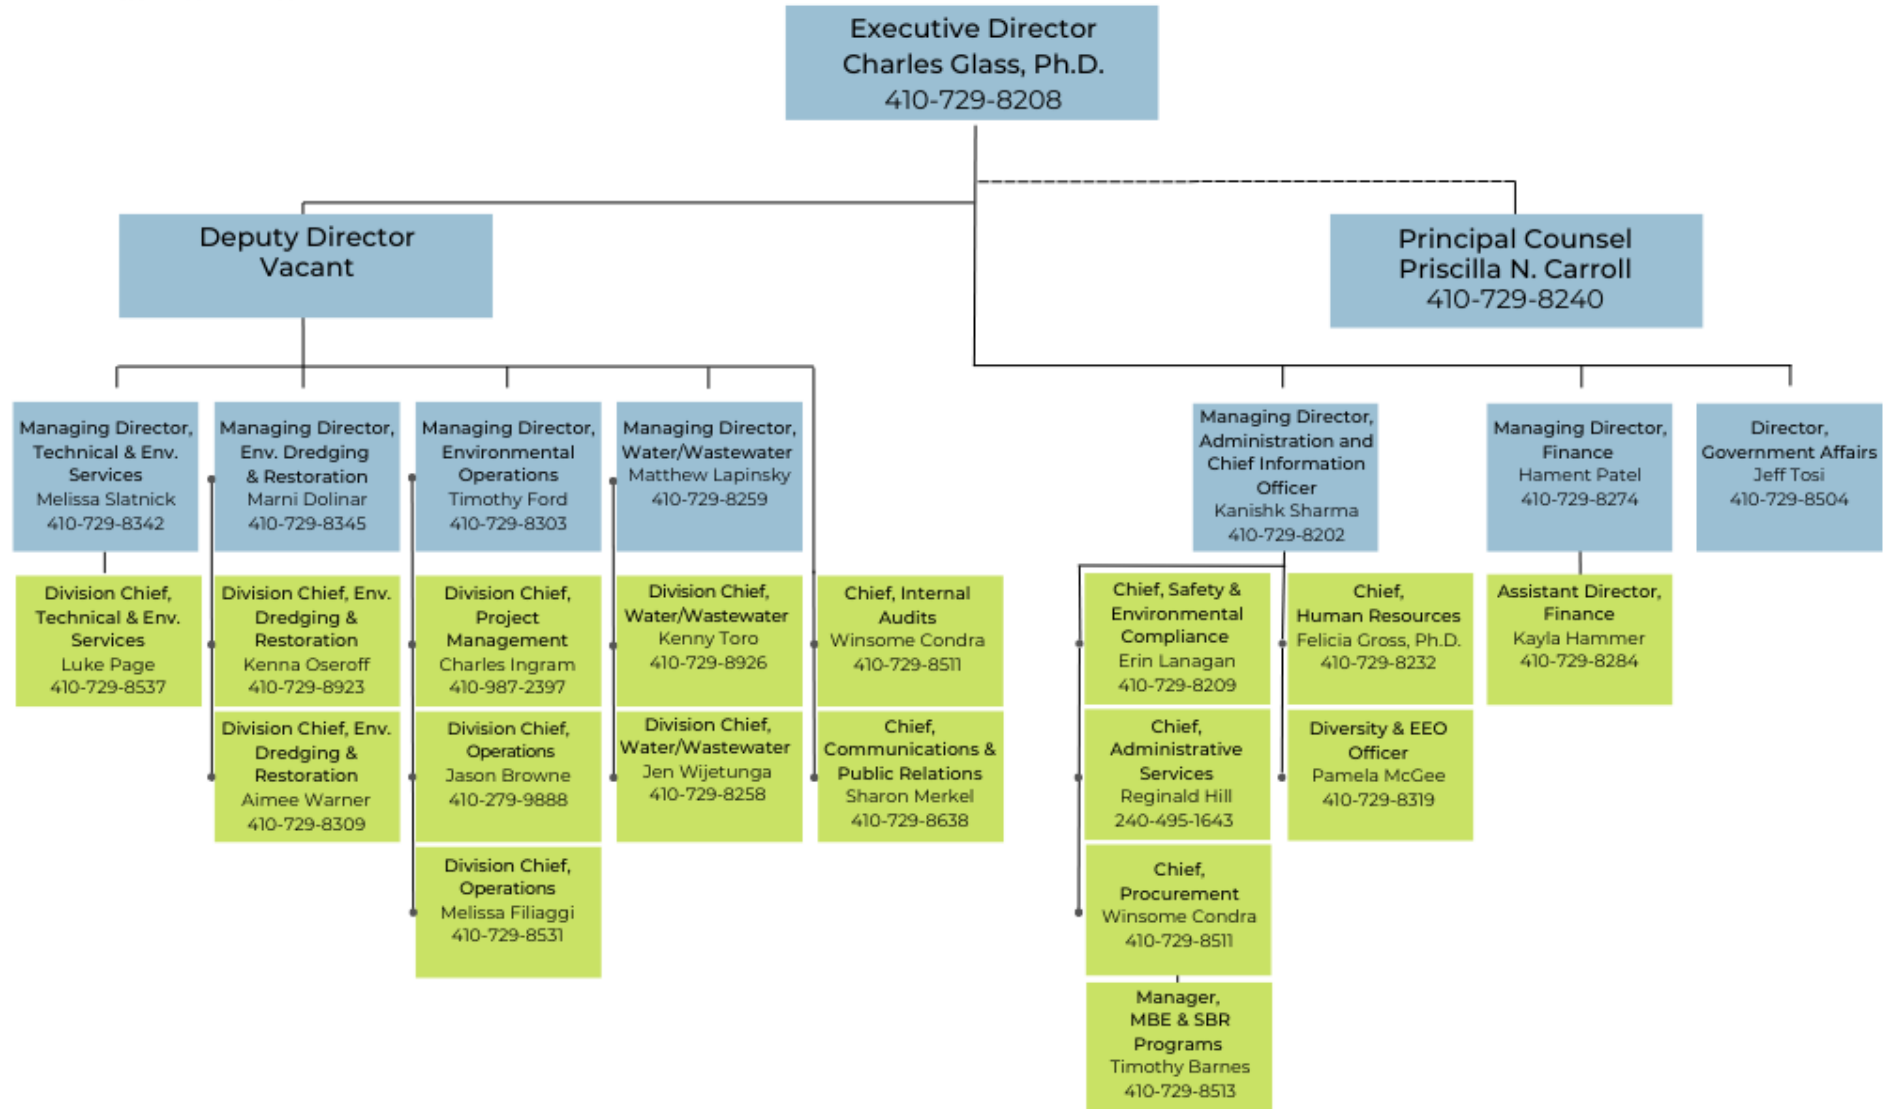 Executive Director
Charles Glass, Ph.D.
410-729-8208
Deputy Director
Vacant
Principal Counsel
Priscilla N. Carroll
410-729-8240
Managing Director,
Technical & Env.
Services
Melissa Slatnick
410-729-8342
Managing Director,
Env. Dredging
& Restoration
Marni Dolinar
410-729-8345
Managing Director,
Environmental
Operations
Timothy Ford
410-729-8303
Managing Director,
Water/Wastewater
Matthew Lapinsky
410-729-8259
Managing Director,
Administration and
Chief Information
Officer
Kanishk Sharma
410-729-8202
Managing Director,
Finance
Hament Patel
410-729-8274
Director,
Government Affairs
Jeff Tosi
410-729-8504
Division Chief,
Technical & Env.
Services
Luke Page
410-729-8537
Division Chief, Env.
Dredging &
Restoration
Kenna Oseroff
410-729-8923
Division Chief,
Project
Management
Charles Ingram
410-987-2397
Division Chief,
Water/Wastewater
Kenny Toro
410-729-8926
Chief, Internal
Audits
Winsome Condra
410-729-8511
Chief, Safety &
Environmental
Compliance
Erin Lanagan
410-729-8209
Chief,
Human Resources
Felicia Gross, Ph.D.
410-729-8232
Assistant Director,
Finance
Kayla Hammer
410-729-8284
Division Chief, Env.
Dredging &
Restoration
Aimee Warner
410-729-8309
Division Chief,
Operations
Jason Browne
410-279-9888
Division Chief,
Water/Wastewater
Jen Wijetunga
410-729-8258
Chief,
Communications &
Public Relations
Sharon Merkel
410-729-8638
Chief,
Administrative
Services
Reginald Hill
240-495-1643
Diversity & EEO
Officer
Pamela McGee
410-729-8319
Division Chief,
Operations
Melissa Filiaggi
410-729-8531
Chief,
Procurement
Winsome Condra
410-729-8511
Manager,
MBE & SBR
Programs
Timothy Barnes
410-729-8513